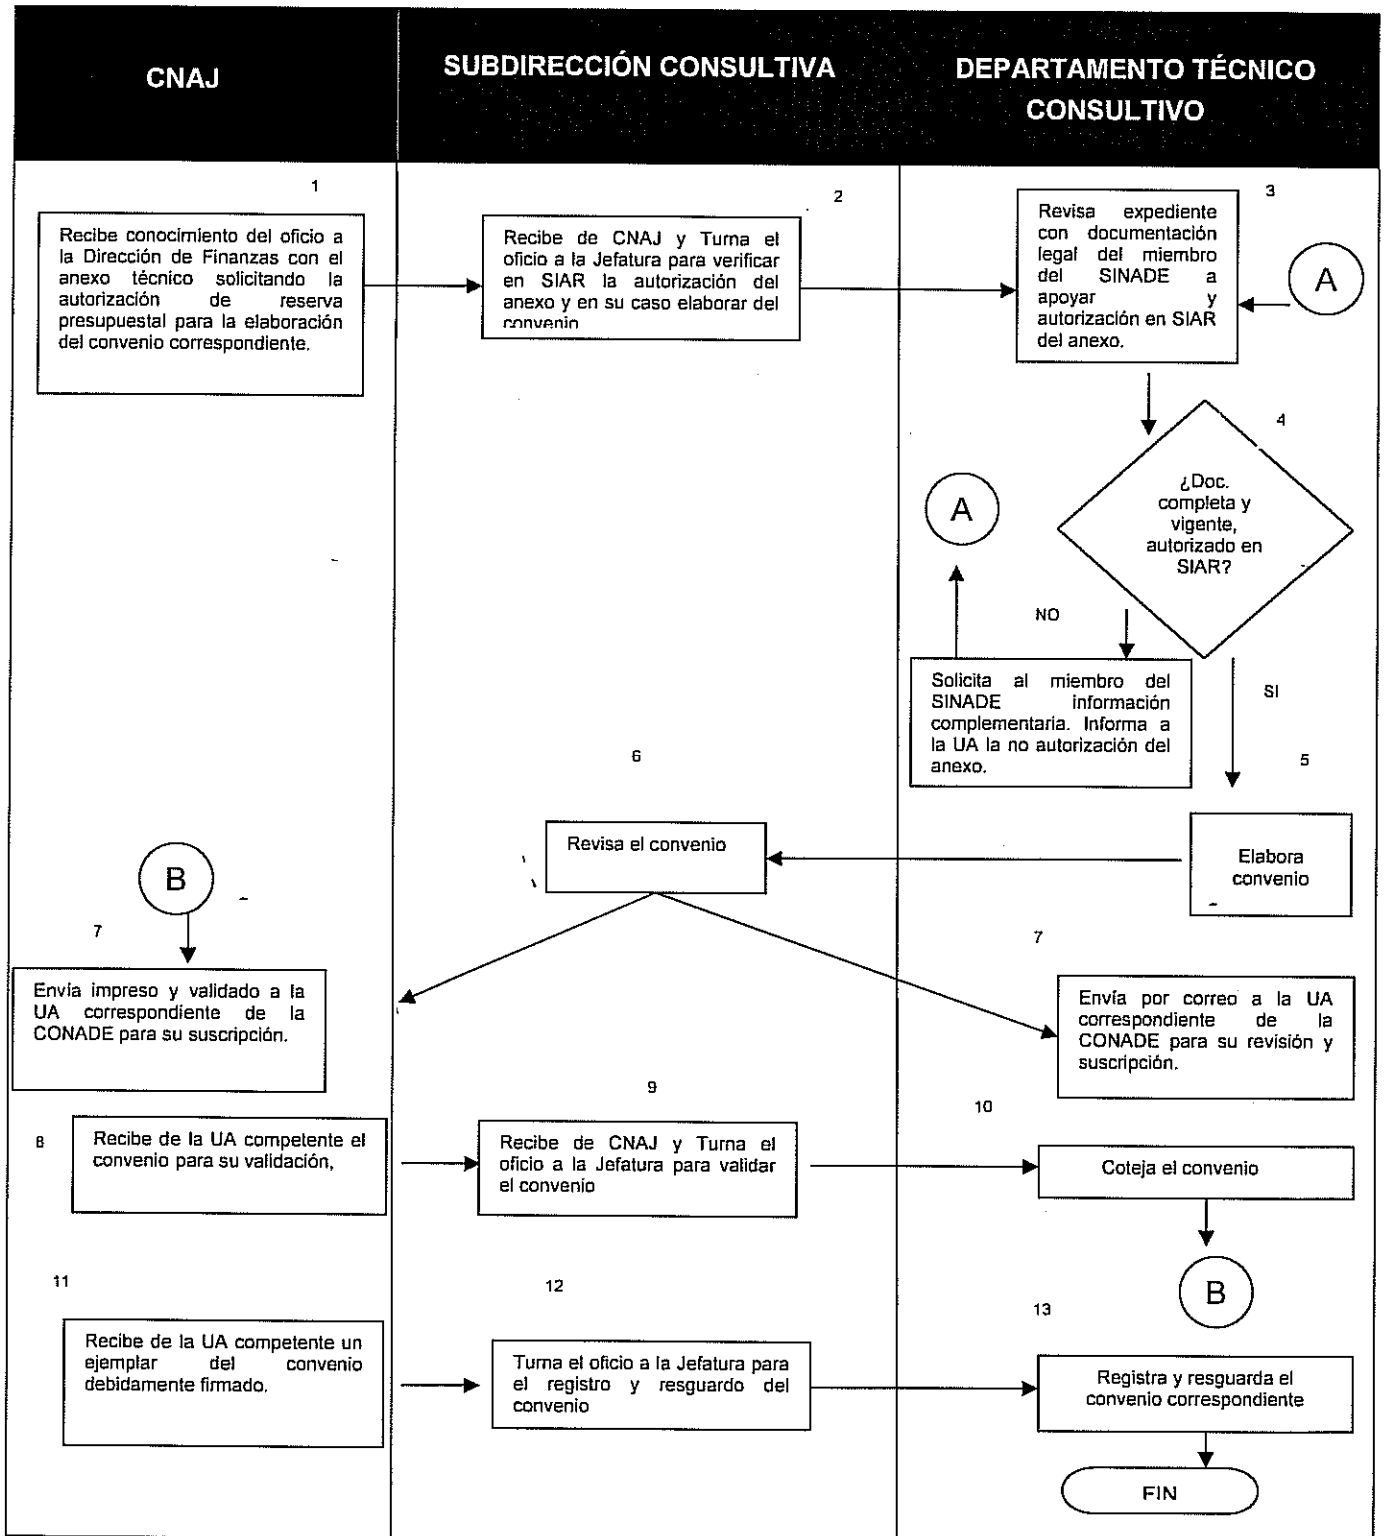 CNAJ
SUBDIRECCIÓN CONSULTIVA
DEPARTAMENTO TÉCNICO
CONSULTIVO
1
Recibe conocimiento del oficio a
la Dirección de Finanzas con el
anexo técnico solicitando la
autorización de reserva
presupuestal para la elaboración
del convenio correspondiente.
2
Recibe de CNAJ y Turna el
oficio a la Jefatura para verificar
en SIAR la autorización del
anexo y en su caso elaborar del
convenio
3
Revisa expediente
con documentación
legal del miembro
del SINADE a
apoyar y
autorización en SIAR
del anexo.
A
4
¿Doc.
completa y
vigente,
autorizado en
SIAR?
A
NO
SI
Solicita al miembro del
SINADE información
complementaria. Informa a
la UA la no autorización del
anexo.
5
Elabora
convenio
6
Revisa el convenio
B
7
Envía impreso y validado a la
UA correspondiente de la
CONADE para su suscripción.
7
Envía por correo a la UA
correspondiente de la
CONADE para su revisión y
suscripción.
8
Recibe de la UA competente el
convenio para su validación,
9
Recibe de CNAJ y Turna el
oficio a la Jefatura para validar
el convenio
10
Coteja el convenio
B
11
Recibe de la UA competente un
ejemplar del convenio
debidamente firmado.
12
Turna el oficio a la Jefatura para
el registro y resguardo del
convenio
13
Registra y resguarda el
convenio correspondiente
FIN